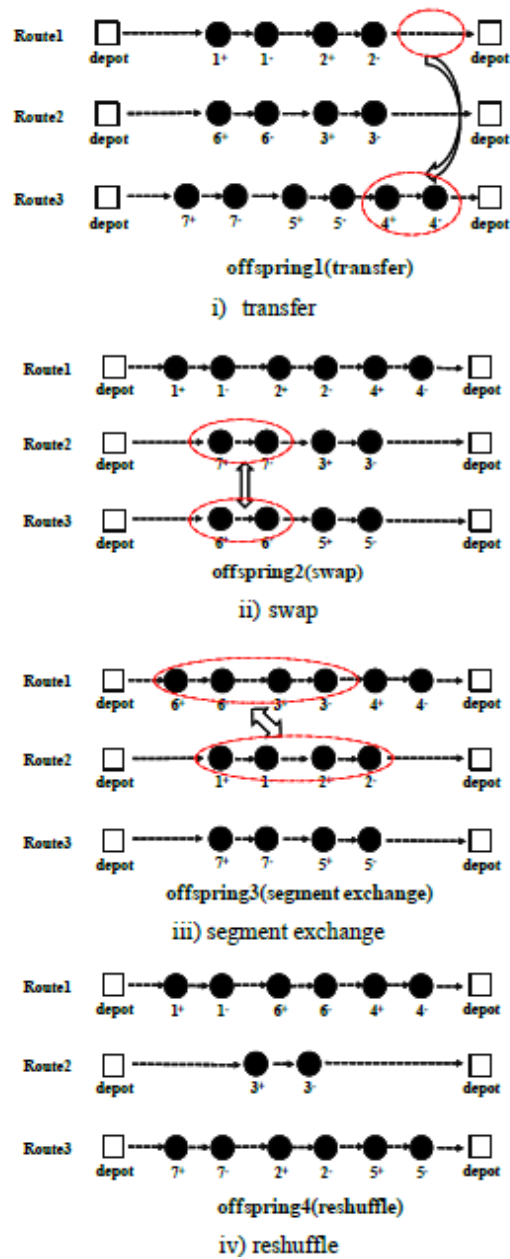 Route1
depot 1+ 1- 2+ 2- depot
Route2
depot 6+ 6- 3+ 3- depot
Route3
depot 7+ 7- 5+ 5- 4+ 4- depot
offspring1(transfer)
i) transfer
Route1
depot 1+ 1- 2+ 2- 4+ 4- depot
Route2
depot 7+ 7- 3+ 3- depot
Route3
depot 6+ 6- 5+ 5- depot
offspring2(swap)
ii) swap
Route1
depot 6+ 6- 3+ 3- 4+ 4- depot
Route2
depot 1+ 1- 2+ 2- depot
Route3
depot 7+ 7- 5+ 5- depot
offspring3(segment exchange)
iii) segment exchange
Route1
depot 1+ 1- 6+ 6- 4+ 4- depot
Route2
depot 3+ 3- depot
Route3
depot 7+ 7- 2+ 2- 5+ 5- depot
offspring4(reshuffle)
iv) reshuffle